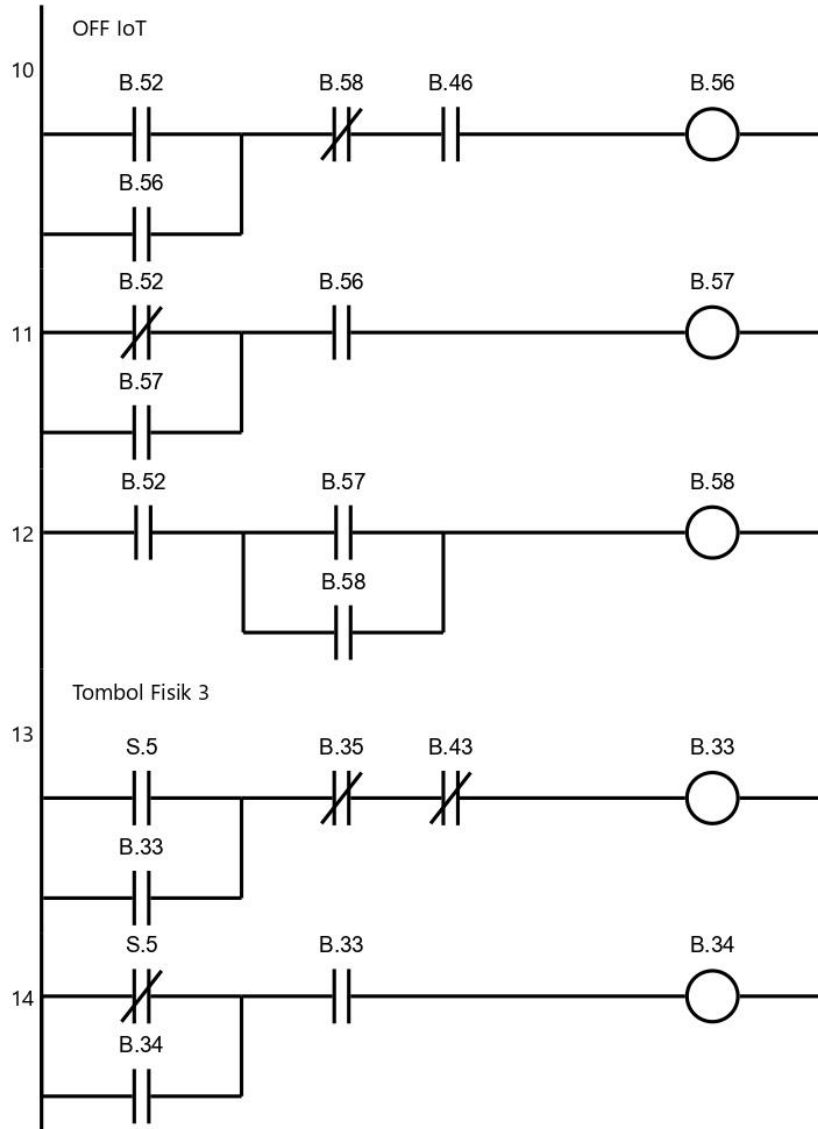 OFF IoT
10
B.52 B.58 B.46 B.56
B.56
B.52 B.56 B.57
11
B.57
B.52 B.57 B.58
12
B.58
Tombol Fisik 3
13
S.5 B.35 B.43 B.33
B.33
S.5 B.33 B.34
14
B.34